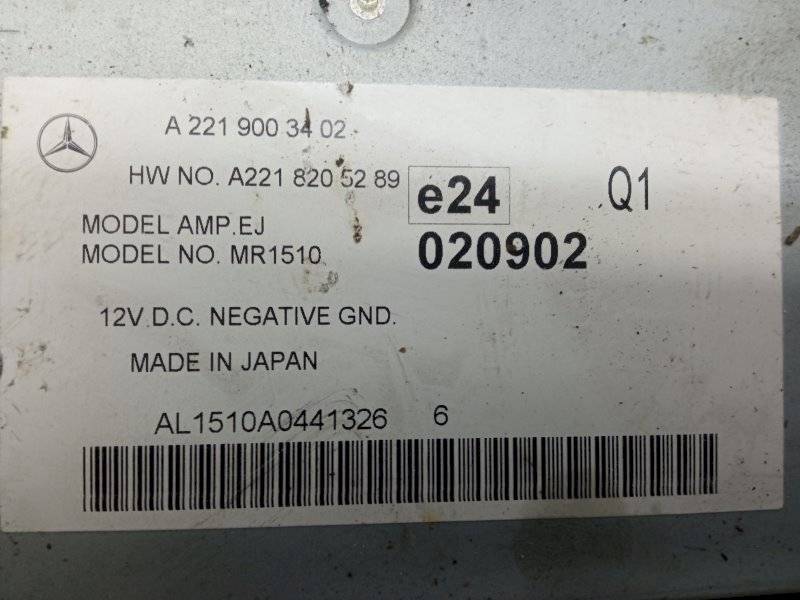 A 221 900 34 02
HW NO. A221 820 52 89
e24
Q1
MODEL AMP.EJ
020902
MODEL NO. MR1510
12V D.C. NEGATIVE GND.
MADE IN JAPAN
AL1510A0441326 6